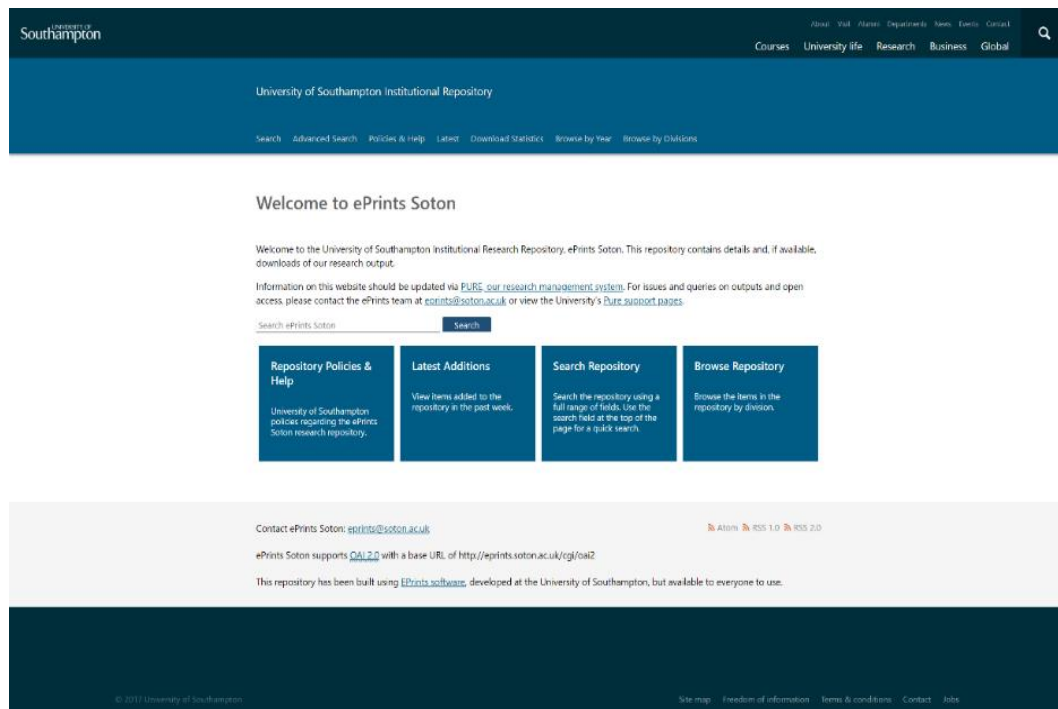 UNIVERSITY OF
Southampton
About Visit Alumni Departments News Events Contact
Courses University life Research Business Global
University of Southampton Institutional Repository
Search Advanced Search Policies & Help Latest Download Statistics Browse by Year Browse by Divisions
Welcome to ePrints Soton
Welcome to the University of Southampton Institutional Research Repository, ePrints Soton. This repository contains details and, if available,
downloads of our research output.
Information on this website should be updated via PURE, our research management system. For issues and queries on outputs and open
access, please contact the ePrints team at eprints@soton.ac.uk or view the University's Pure support pages.
Search ePrints Soton Search
Repository Policies &
Help
University of Southampton
policies regarding the ePrints
Soton research repository.
Latest Additions
View items added to the
repository in the past week.
Search Repository
Search the repository using a
full range of fields. Use the
search field at the top of the
page for a quick search.
Browse Repository
Browse the items in the
repository by division.
Contact ePrints Soton: eprints@soton.ac.uk
Atom RSS 1.0 RSS 2.0
ePrints Soton supports OAI 2.0 with a base URL of http://eprints.soton.ac.uk/cgi/oai2
This repository has been built using EPrints software, developed at the University of Southampton, but available to everyone to use.
© 2017 University of Southampton
Site map Freedom of information Terms & conditions Contact Jobs